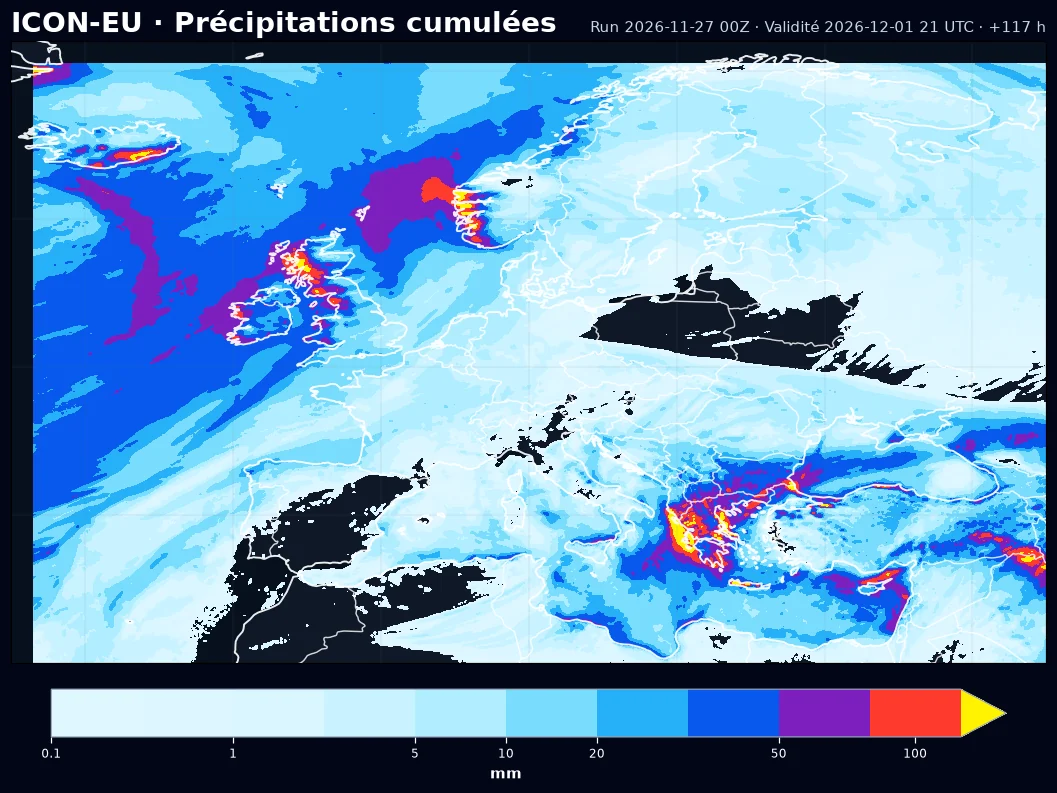 ICON-EU · Précipitations cumulées
Run 2026-11-27 00Z · Validité 2026-12-01 21 UTC · +117 h
0.1 1 5 10 20 50 100
mm